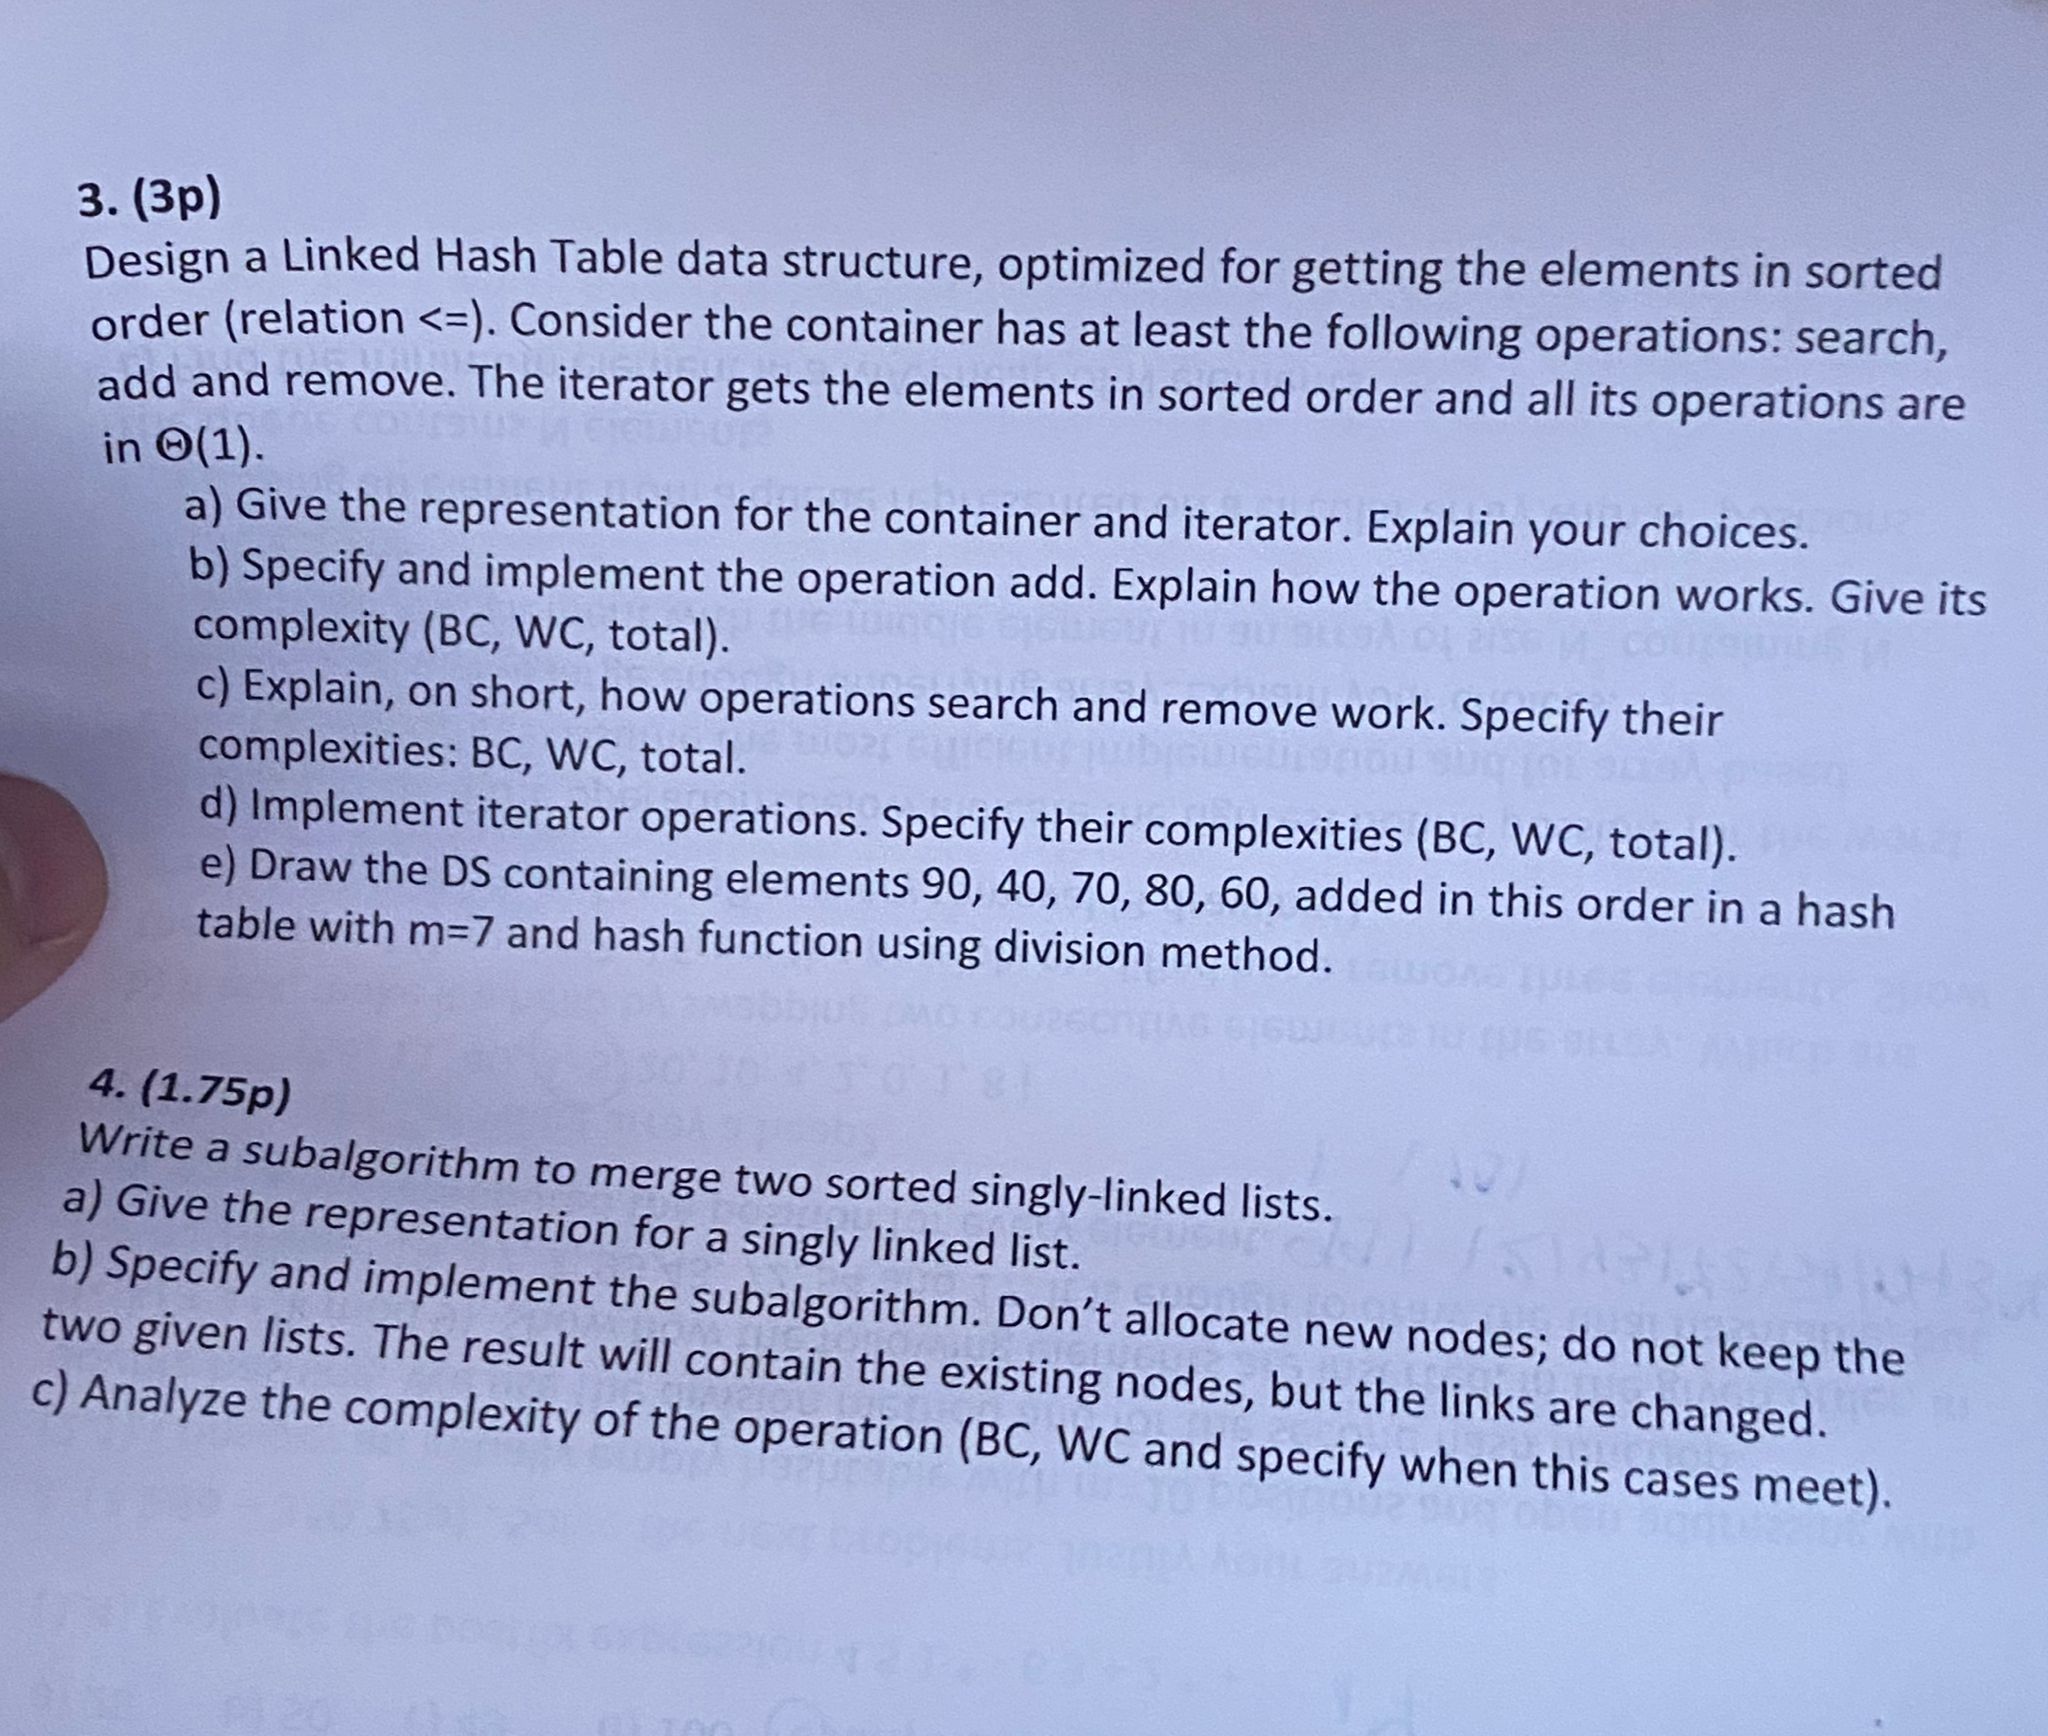 3. (3p)
Design a Linked Hash Table data structure, optimized for getting the elements in sorted
order (relation <=). Consider the container has at least the following operations: search,
add and remove. The iterator gets the elements in sorted order and all its operations are
in Θ(1).
a) Give the representation for the container and iterator. Explain your choices.
b) Specify and implement the operation add. Explain how the operation works. Give its
complexity (BC, WC, total).
c) Explain, on short, how operations search and remove work. Specify their
complexities: BC, WC, total.
d) Implement iterator operations. Specify their complexities (BC, WC, total).
e) Draw the DS containing elements 90, 40, 70, 80, 60, added in this order in a hash
table with m=7 and hash function using division method.
4. (1.75p)
Write a subalgorithm to merge two sorted singly-linked lists.
a) Give the representation for a singly linked list.
b) Specify and implement the subalgorithm. Don't allocate new nodes; do not keep the
two given lists. The result will contain the existing nodes, but the links are changed.
c) Analyze the complexity of the operation (BC, WC and specify when this cases meet).